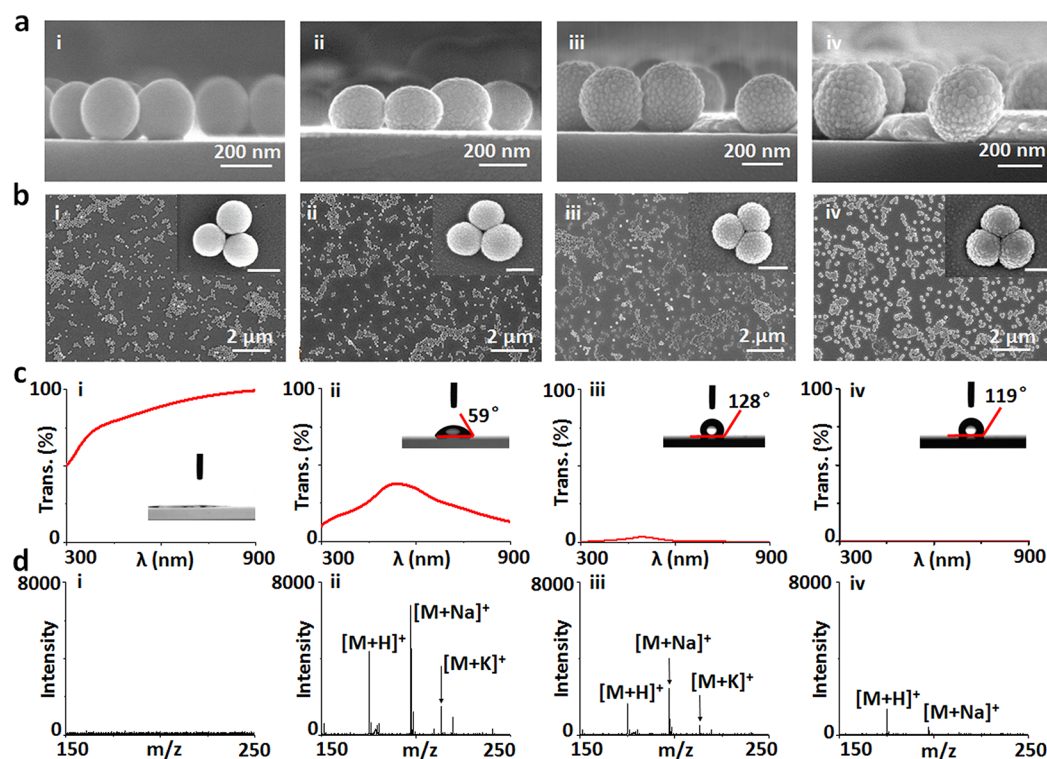 a
i
ii
iii
iv
200 nm
200 nm
200 nm
200 nm
b
i
ii
iii
iv
2 μm
2 μm
2 μm
2 μm
c
100
i
100
ii
100
iii
100
iv
59°
128°
119°
Trans. (%)
Trans. (%)
Trans. (%)
Trans. (%)
0
0
0
0
300
λ (nm)
900
300
λ (nm)
900
300
λ (nm)
900
300
λ (nm)
900
d
8000
i
8000
ii
8000
iii
8000
iv
[M+H]+
[M+Na]+
[M+K]+
[M+H]+
[M+Na]+
[M+K]+
[M+H]+
[M+Na]+
Intensity
Intensity
Intensity
Intensity
0
0
0
0
150
m/z
250
150
m/z
250
150
m/z
250
150
m/z
250